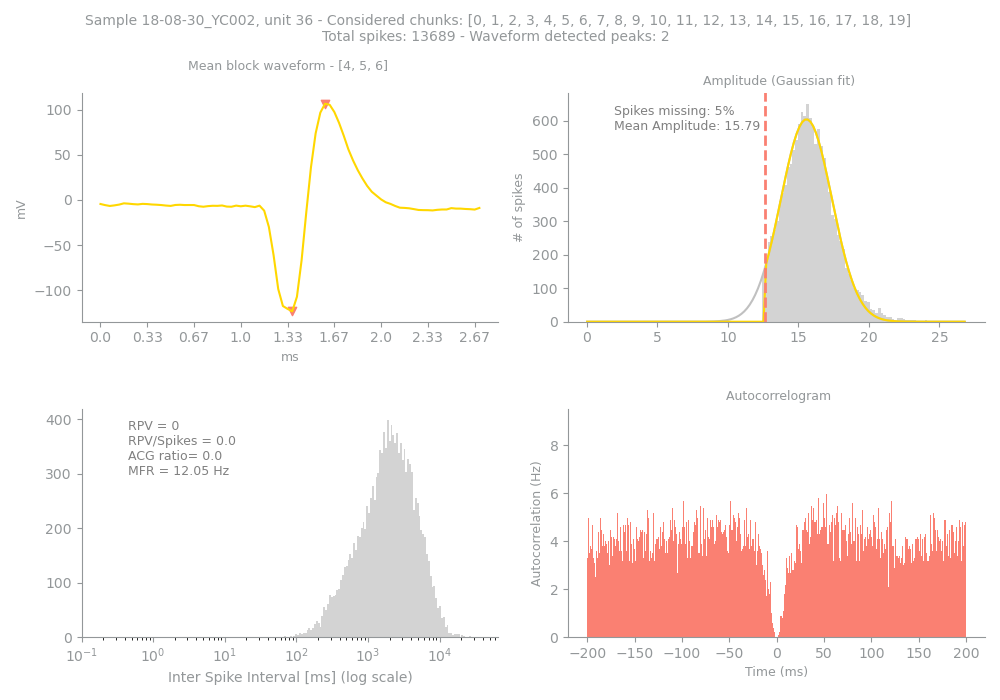 Sample 18-08-30_YC002, unit 36 - Considered chunks: [0, 1, 2, 3, 4, 5, 6, 7, 8, 9, 10, 11, 12, 13, 14, 15, 16, 17, 18, 19]
Total spikes: 13689 - Waveform detected peaks: 2
Mean block waveform - [4, 5, 6]
mV
100
50
0
−50
−100
0.0 0.33 0.67 1.0 1.33 1.67 2.0 2.33 2.67
ms
Amplitude (Gaussian fit)
Spikes missing: 5%
Mean Amplitude: 15.79
# of spikes
600
500
400
300
200
100
0
0 5 10 15 20 25
RPV = 0
RPV/Spikes = 0.0
ACG ratio= 0.0
MFR = 12.05 Hz
400
300
200
100
0
10⁻¹ 10⁰ 10¹ 10² 10³ 10⁴
Inter Spike Interval [ms] (log scale)
Autocorrelogram
Autocorrelation (Hz)
8
6
4
2
0
−200 −150 −100 −50 0 50 100 150 200
Time (ms)